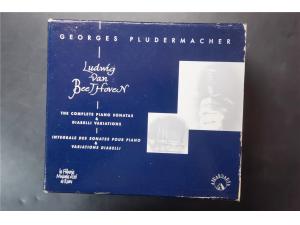 GEORGES PLUDERMACHER
Ludwig
Van
BeeTHoveN
THE COMPLETE PIANO SONATAS
&
DIABELLI VARIATIONS
INTEGRALE DES SONATES POUR PIANO
&
VARIATIONS DIABELLI